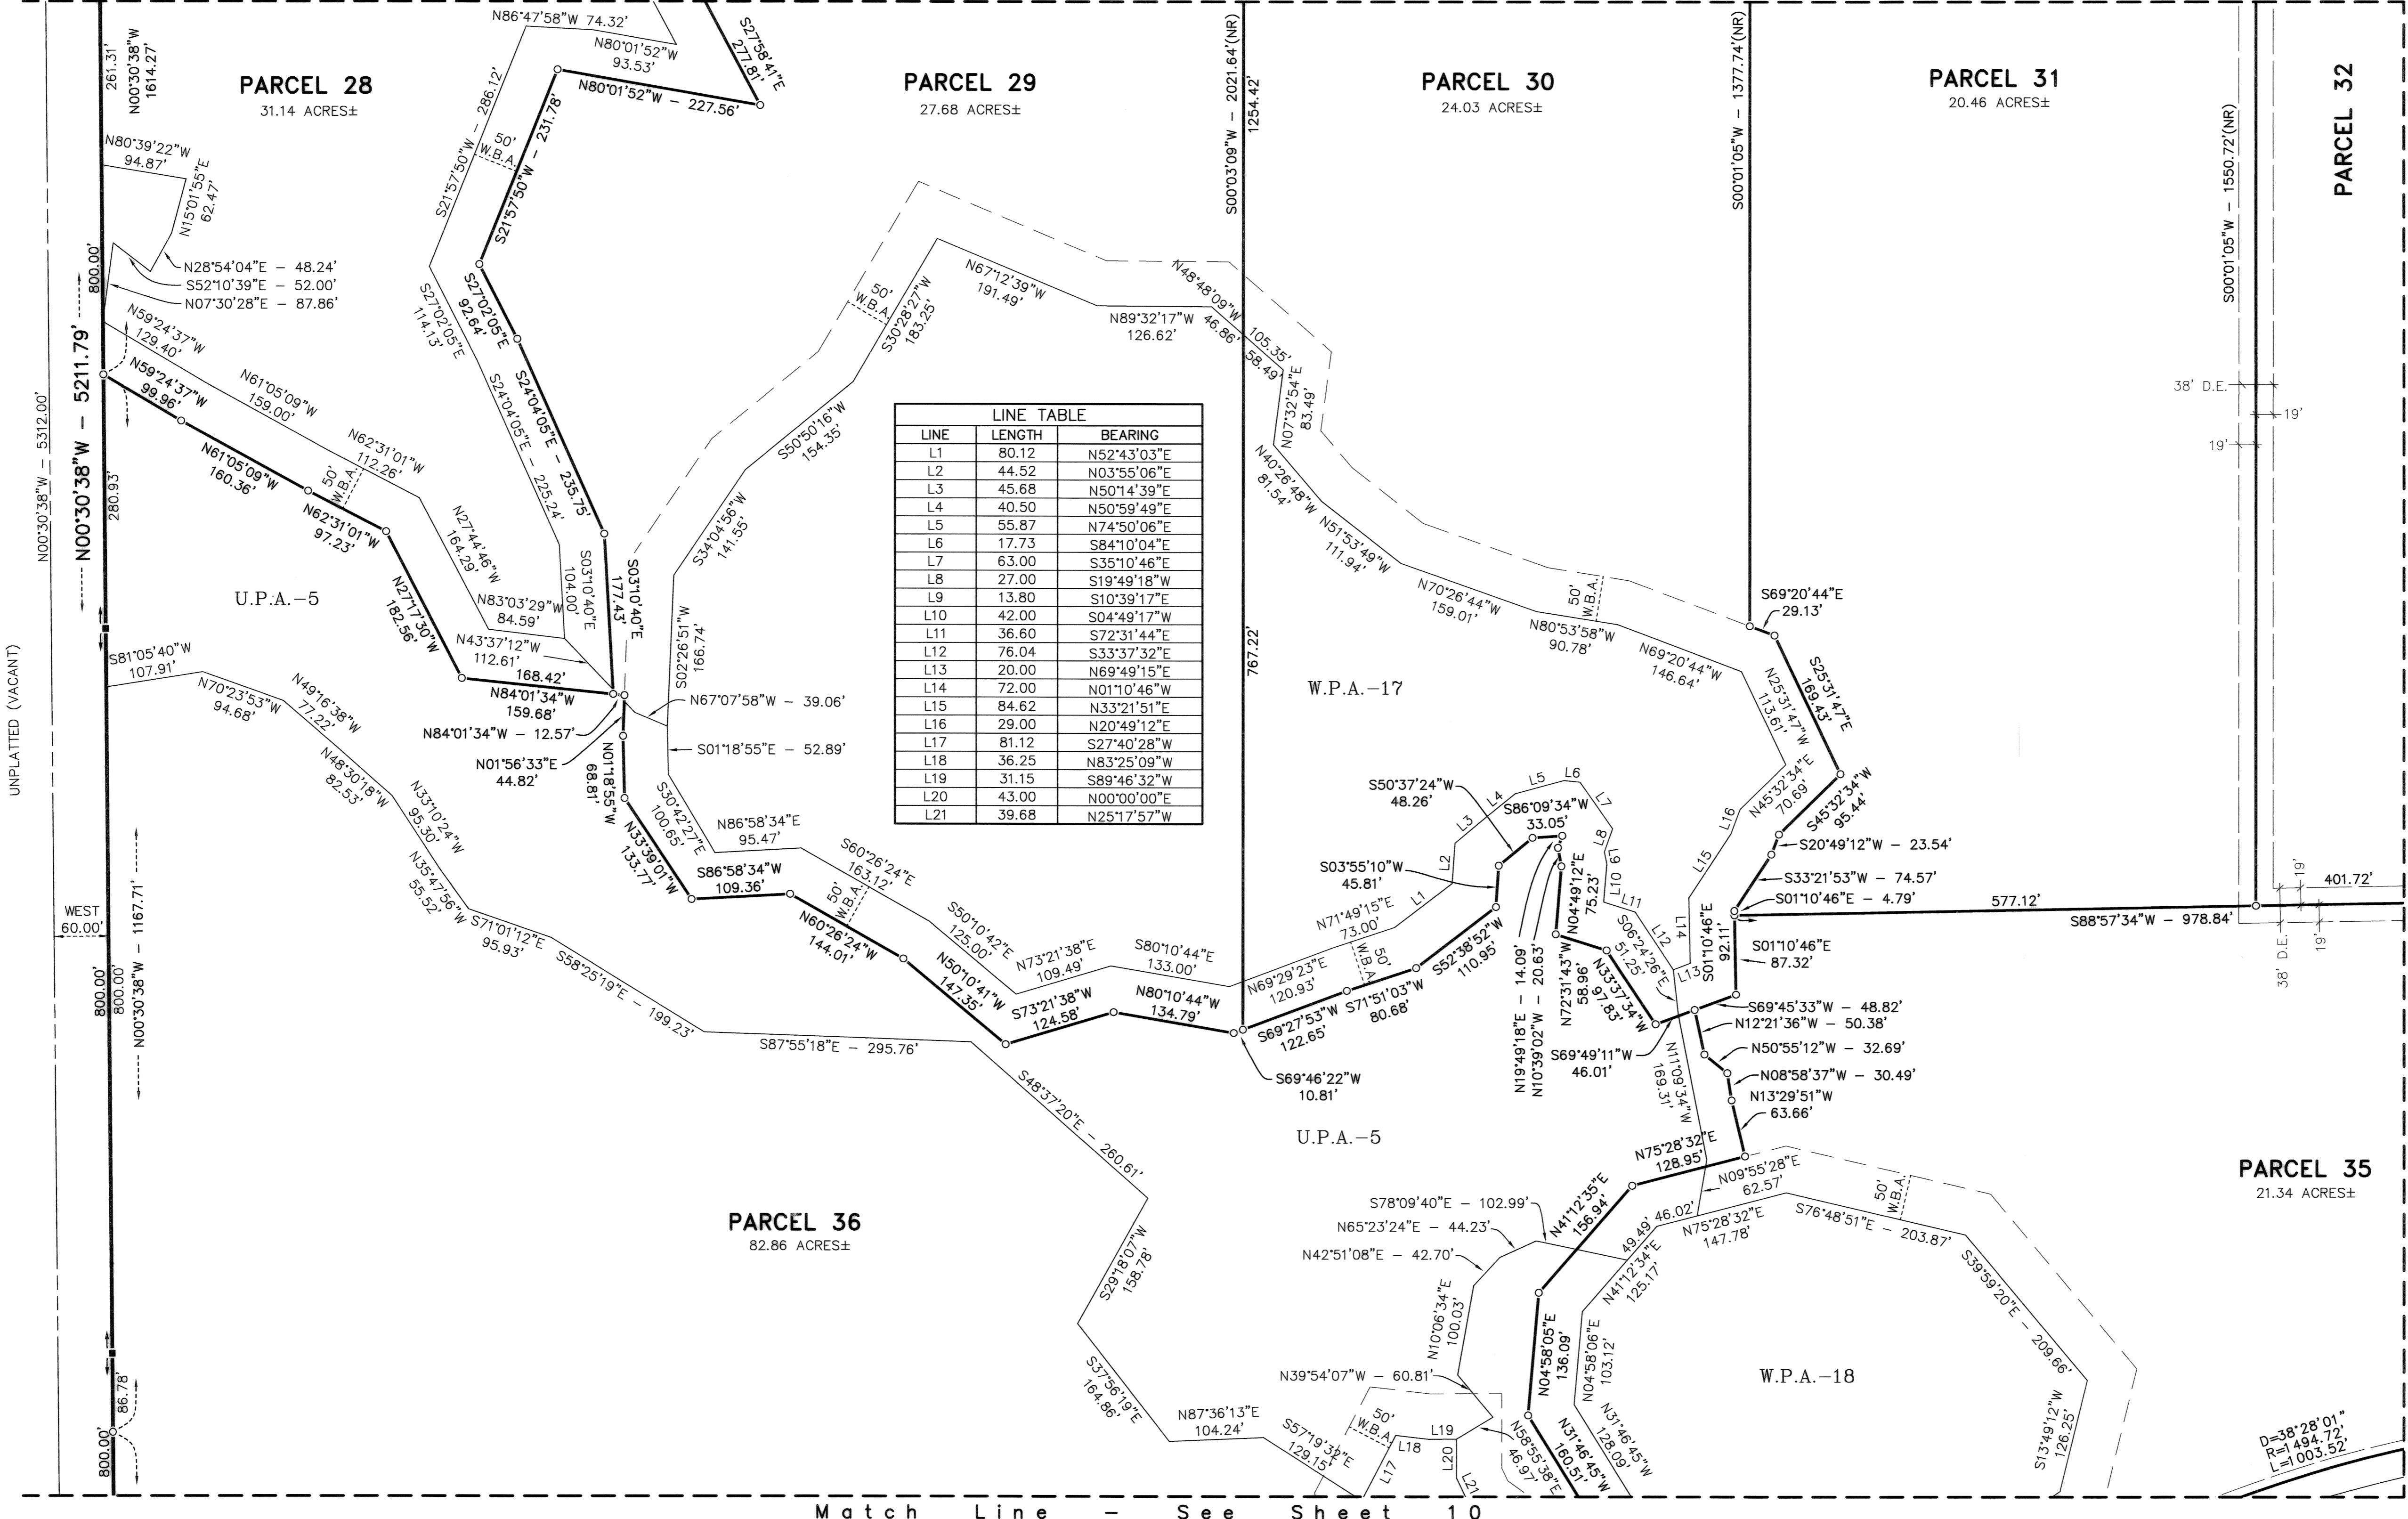 N00°30'38"W
1614.27'
261.31'
PARCEL 28
31.14 ACRES±
N86°47'58"W 74.32'
N80°01'52"W
93.53'
S27°58'41"E
277.81'
N80°01'52"W - 227.56'
PARCEL 29
27.68 ACRES±
S00°03'09"W - 2021.64'(NR)
1254.42'
PARCEL 30
24.03 ACRES±
S00°01'05"W - 1377.74'(NR)
PARCEL 31
20.46 ACRES±
S00°01'05"W - 1550.72'(NR)
PARCEL 32
N80°39'22"W
94.87'
N15°01'55"E
62.47'
N28°54'04"E - 48.24'
S52°10'39"E - 52.00'
N07°30'28"E - 87.86'
800.00'
S21°57'50"W - 286.12'
50'
W.B.A.
S21°57'50"W - 231.78'
S27°02'05"E
114.13'
S27°02'05"E
92.64'
S24°04'05"E - 225.24'
S24°04'05"E - 235.75'
S03°10'40"E
104.00'
S03°10'40"E
177.43'
N59°24'37"W
129.40'
N59°24'37"W
99.96'
N61°05'09"W
159.00'
N61°05'09"W
160.36'
N62°31'01"W
112.26'
50'
W.B.A.
N62°31'01"W
97.23'
N27°44'46"W
164.29'
N27°17'30"W
182.56'
N83°03'29"W
84.59'
N43°37'12"W
112.61'
168.42'
N84°01'34"W
159.68'
N84°01'34"W - 12.57'
N01°56'33"E
44.82'
N00°30'38"W - 5312.00'
N00°30'38"W - 5211.79'
280.93'
U.P.A.-5
UNPLATTED (VACANT)
S81°05'40"W
107.91'
N70°23'53"W
94.68'
N49°16'38"W
77.22'
N48°30'18"W
82.53'
N33°10'24"W
95.30'
N35°47'56"W
55.52'
S71°01'12"E
95.93'
S58°25'19"E - 199.23'
S87°55'18"E - 295.76'
S48°37'20"E - 260.61'
S29°18'07"W
158.78'
S37°56'19"E
164.86'
N87°36'13"E
104.24'
S57°19'32"E
129.15'
WEST
60.00'
800.00'
800.00'
N00°30'38"W - 1167.71'
86.78'
800.00'
50'
W.B.A.
S30°28'27"W
183.25'
N67°12'39"W
191.49'
N89°32'17"W
126.62'
N48°48'09"W
105.35'
46.86'
58.49'
N07°32'54"E
83.49'
N40°26'48"W
81.54'
N51°53'49"W
111.94'
N70°26'44"W
159.01'
50'
W.B.A.
N80°53'58"W
90.78'
N69°20'44"W
146.64'
S69°20'44"E
29.13'
N25°31'47"W
113.61'
S25°31'47"E
169.43'
N45°32'34"E
70.69'
S45°32'34"W
95.44'
S20°49'12"W - 23.54'
S33°21'53"W - 74.57'
S01°10'46"E - 4.79'
577.12'
S88°57'34"W - 978.84'
401.72'
38' D.E.
19'
19'
19'
19'
38' D.E.
S50°50'16"W
154.35'
S34°04'56"W
141.55'
S02°26'51"W
166.74'
N67°07'58"W - 39.06'
S01°18'55"E - 52.89'
N01°18'55"W
68.81'
S30°42'27"E
100.65'
N33°39'01"W
133.77'
N86°58'34"E
95.47'
S86°58'34"W
109.36'
S60°26'24"E
163.12'
50'
W.B.A.
N60°26'24"W
144.01'
S50°10'42"E
125.00'
N50°10'41"W
147.35'
N73°21'38"E
109.49'
S73°21'38"W
124.58'
S80°10'44"E
133.00'
N80°10'44"W
134.79'
LINE TABLE
LINE LENGTH BEARING
L1 80.12 N52°43'03"E
L2 44.52 N03°55'06"E
L3 45.68 N50°14'39"E
L4 40.50 N50°59'49"E
L5 55.87 N74°50'06"E
L6 17.73 S84°10'04"E
L7 63.00 S35°10'46"E
L8 27.00 S19°49'18"W
L9 13.80 S10°39'17"E
L10 42.00 S04°49'17"W
L11 36.60 S72°31'44"E
L12 76.04 S33°37'32"E
L13 20.00 N69°49'15"E
L14 72.00 N01°10'46"W
L15 84.62 N33°21'51"E
L16 29.00 N20°49'12"E
L17 81.12 S27°40'28"W
L18 36.25 N83°25'09"W
L19 31.15 S89°46'32"W
L20 43.00 N00°00'00"E
L21 39.68 N25°17'57"W
767.22'
W.P.A.-17
N69°29'23"E
120.93'
S69°27'53"W
122.65'
S69°46'22"W
10.81'
N71°49'15"E
73.00'
50'
W.B.A.
S71°51'03"W
80.68'
S52°38'52"W
110.95'
S03°55'10"W
45.81'
S50°37'24"W
48.26'
S86°09'34"W
33.05'
L1
L2
L3
L4
L5
L6
L7
L8
L9
L10
L11
L12
L13
L14
L15
L16
N19°49'18"E - 14.09'
N10°39'02"W - 20.63'
N04°49'12"E
75.23'
N72°31'43"W
58.96'
N33°37'34"W
97.83'
S06°24'26"E
51.25'
S69°49'11"W
46.01'
S01°10'46"E
92.11'
S01°10'46"E
87.32'
S69°45'33"W - 48.82'
N12°21'36"W - 50.38'
N50°55'12"W - 32.69'
N08°58'37"W - 30.49'
N13°29'51"W
63.66'
N11°09'34"W
169.31'
U.P.A.-5
N75°28'32"E
128.95'
N09°55'28"E
62.57'
N41°12'35"E
156.94'
49.49'
46.02'
N75°28'32"E
147.78'
N41°12'34"E
125.17'
S76°48'51"E - 203.87'
50'
W.B.A.
S39°59'20"E - 209.66'
S13°49'12"W
126.25'
PARCEL 35
21.34 ACRES±
PARCEL 36
82.86 ACRES±
S78°09'40"E - 102.99'
N65°23'24"E - 44.23'
N42°51'08"E - 42.70'
N10°06'34"E
100.03'
N39°54'07"W - 60.81'
N04°58'05"E
136.09'
N04°58'06"E
103.12'
N31°46'45"W
128.09'
N31°46'45"W
160.51'
N58°55'38"E
46.97'
50'
W.B.A.
L17
L18
L19
L20
L21
W.P.A.-18
D=38°28'01"
R=1494.72'
L=1003.52'
Match Line - See Sheet 10